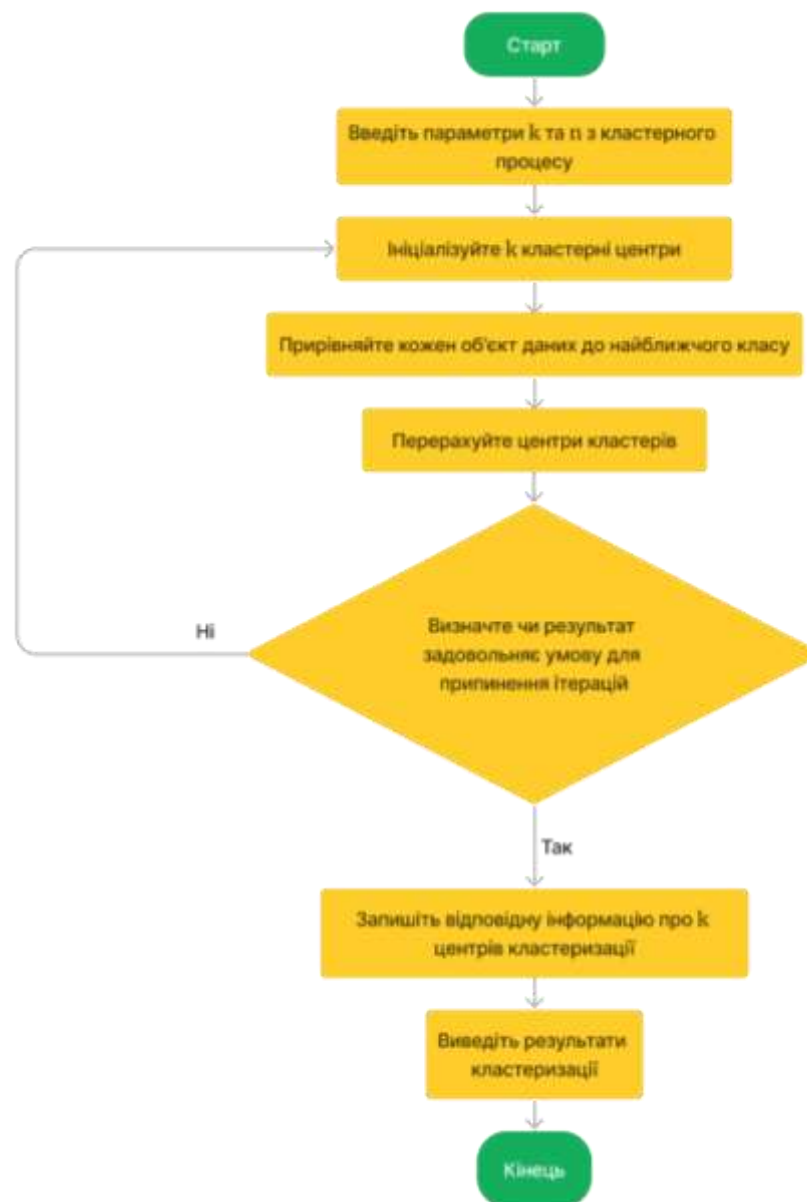 Старт
Введіть параметри k та n з кластерного
процесу
Ініціалізуйте k кластерні центри
Прирівняйте кожен об'єкт даних до найближчого класу
Перерахуйте центри кластерів
Ні
Визначте чи результат
задовольняє умову для
припинення ітерацій
Так
Запишіть відповідну інформацію про k
центрів кластеризації
Виведіть результати
кластеризації
Кінець